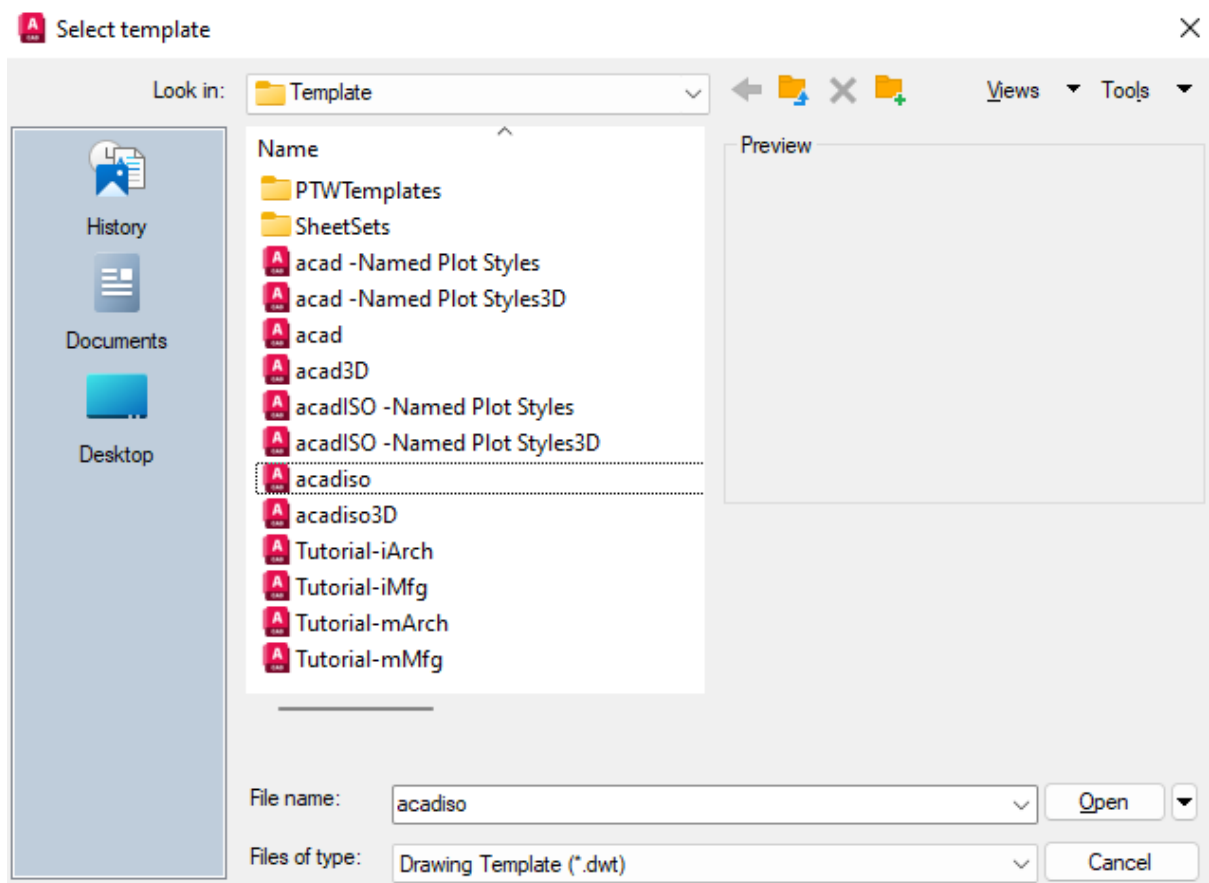 Select template
Look in: Template Views Tools
History
Documents
Desktop
Name
PTWTemplates
SheetSets
acad -Named Plot Styles
acad -Named Plot Styles3D
acad
acad3D
acadISO -Named Plot Styles
acadISO -Named Plot Styles3D
acadiso
acadiso3D
Tutorial-iArch
Tutorial-iMfg
Tutorial-mArch
Tutorial-mMfg
Preview
File name: acadiso Open
Files of type: Drawing Template (*.dwt) Cancel